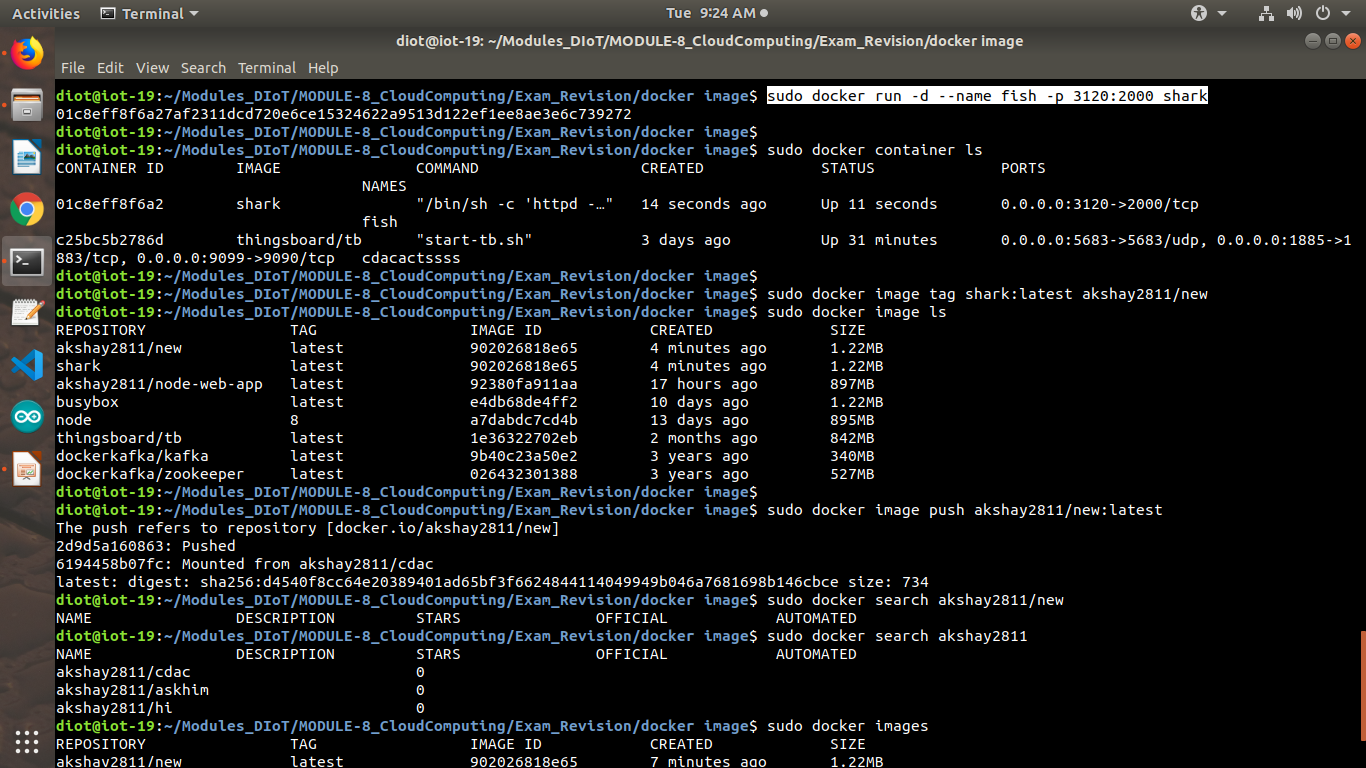 Activities Terminal Tue 9:24 AM
diot@iot-19: ~/Modules_DIoT/MODULE-8_CloudComputing/Exam_Revision/docker image
File Edit View Search Terminal Help
diot@iot-19:~/Modules_DIoT/MODULE-8_CloudComputing/Exam_Revision/docker image$ sudo docker run -d --name fish -p 3120:2000 shark
01c8eff8f6a27af2311dcd720e6ce15324622a9513d122ef1ee8ae3e6c739272
diot@iot-19:~/Modules_DIoT/MODULE-8_CloudComputing/Exam_Revision/docker image$
diot@iot-19:~/Modules_DIoT/MODULE-8_CloudComputing/Exam_Revision/docker image$ sudo docker container ls
CONTAINER ID IMAGE COMMAND CREATED STATUS PORTS
NAMES
01c8eff8f6a2 shark "/bin/sh -c 'httpd -…" 14 seconds ago Up 11 seconds 0.0.0.0:3120->2000/tcp
fish
c25bc5b2786d thingsboard/tb "start-tb.sh" 3 days ago Up 31 minutes 0.0.0.0:5683->5683/udp, 0.0.0.0:1885->1
883/tcp, 0.0.0.0:9099->9090/tcp cdacactssss
diot@iot-19:~/Modules_DIoT/MODULE-8_CloudComputing/Exam_Revision/docker image$
diot@iot-19:~/Modules_DIoT/MODULE-8_CloudComputing/Exam_Revision/docker image$ sudo docker image tag shark:latest akshay2811/new
diot@iot-19:~/Modules_DIoT/MODULE-8_CloudComputing/Exam_Revision/docker image$ sudo docker image ls
REPOSITORY TAG IMAGE ID CREATED SIZE
akshay2811/new latest 902026818e65 4 minutes ago 1.22MB
shark latest 902026818e65 4 minutes ago 1.22MB
akshay2811/node-web-app latest 92380fa911aa 17 hours ago 897MB
busybox latest e4db68de4ff2 10 days ago 1.22MB
node 8 a7dabdc7cd4b 13 days ago 895MB
thingsboard/tb latest 1e36322702eb 2 months ago 842MB
dockerkafka/kafka latest 9b40c23a50e2 3 years ago 340MB
dockerkafka/zookeeper latest 026432301388 3 years ago 527MB
diot@iot-19:~/Modules_DIoT/MODULE-8_CloudComputing/Exam_Revision/docker image$
diot@iot-19:~/Modules_DIoT/MODULE-8_CloudComputing/Exam_Revision/docker image$ sudo docker image push akshay2811/new:latest
The push refers to repository [docker.io/akshay2811/new]
2d9d5a160863: Pushed
6194458b07fc: Mounted from akshay2811/cdac
latest: digest: sha256:d4540f8cc64e20389401ad65bf3f6624844114049949b046a7681698b146cbce size: 734
diot@iot-19:~/Modules_DIoT/MODULE-8_CloudComputing/Exam_Revision/docker image$ sudo docker search akshay2811/new
NAME DESCRIPTION STARS OFFICIAL AUTOMATED
diot@iot-19:~/Modules_DIoT/MODULE-8_CloudComputing/Exam_Revision/docker image$ sudo docker search akshay2811
NAME DESCRIPTION STARS OFFICIAL AUTOMATED
akshay2811/cdac 0
akshay2811/askhim 0
akshay2811/hi 0
diot@iot-19:~/Modules_DIoT/MODULE-8_CloudComputing/Exam_Revision/docker image$ sudo docker images
REPOSITORY TAG IMAGE ID CREATED SIZE
akshay2811/new latest 902026818e65 7 minutes ago 1.22MB